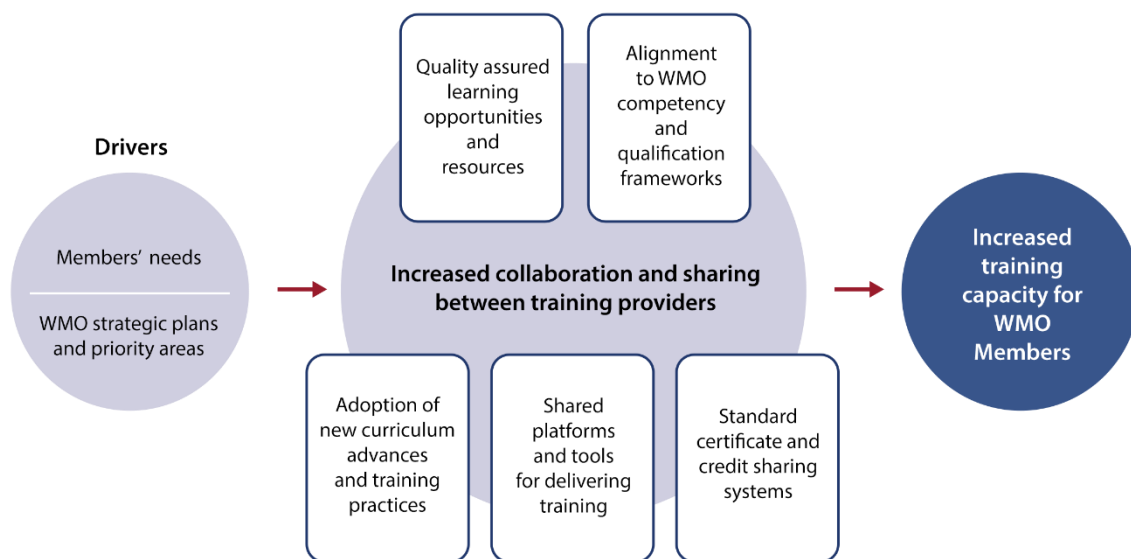 Drivers
Members’ needs
WMO strategic plans
and priority areas
Quality assured
learning
opportunities
and
resources
Alignment
to WMO
competency
and
qualification
frameworks
Increased collaboration and sharing
between training providers
Adoption of
new curriculum
advances
and training
practices
Shared
platforms
and tools
for delivering
training
Standard
certificate and
credit sharing
systems
Increased
training
capacity for
WMO
Members